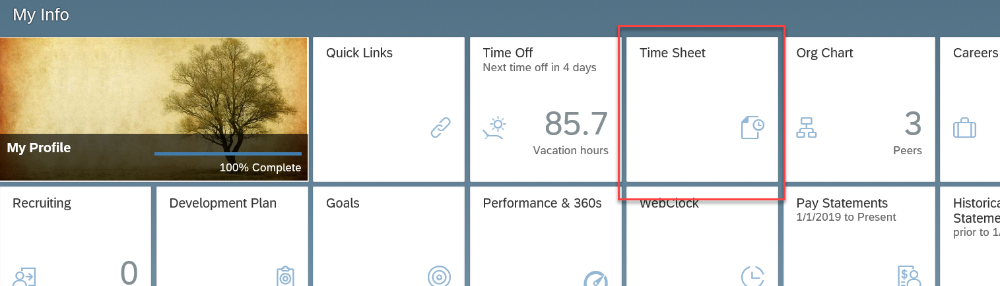 My Info
My Profile
100% Complete
Quick Links
Time Off
Next time off in 4 days
85.7
Vacation hours
Time Sheet
Org Chart
3
Peers
Careers
Recruiting
0
Development Plan
Goals
Performance & 360s
WebClock
Pay Statements
1/1/2019 to Present
$
Historica
Stateme
prior to 1/